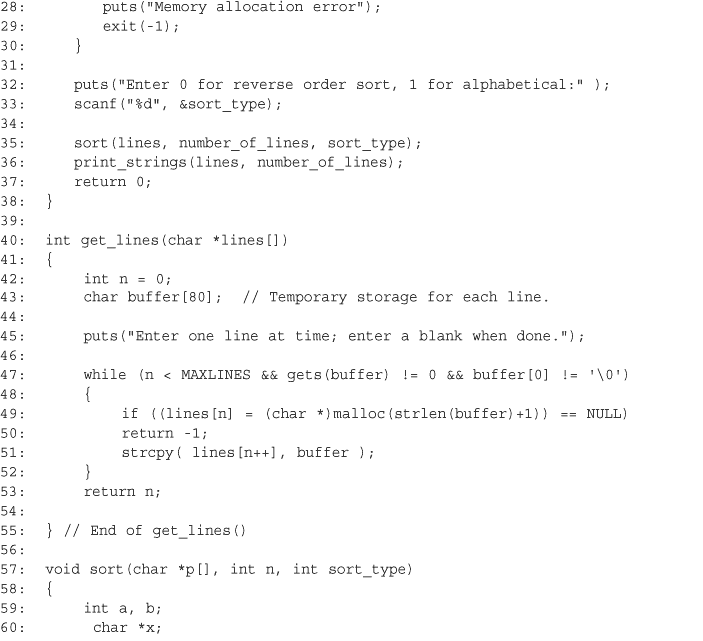 28:         puts("Memory allocation error");
29:         exit(-1);
30:      }
31:
32:      puts("Enter 0 for reverse order sort, 1 for alphabetical:" );
33:      scanf("%d", &sort_type);
34:
35:      sort(lines, number_of_lines, sort_type);
36:      print_strings(lines, number_of_lines);
37:      return 0;
38:  }
39:
40:  int get_lines(char *lines[])
41:  {
42:       int n = 0;
43:       char buffer[80];  // Temporary storage for each line.
44:
45:       puts("Enter one line at time; enter a blank when done.");
46:
47:       while (n < MAXLINES && gets(buffer) != 0 && buffer[0] != '\0')
48:       {
49:           if ((lines[n] = (char *)malloc(strlen(buffer)+1)) == NULL)
50:           return -1;
51:           strcpy( lines[n++], buffer );
52:       }
53:       return n;
54:
55:  } // End of get_lines()
56:
57:  void sort(char *p[], int n, int sort_type)
58:  {
59:       int a, b;
60:        char *x;